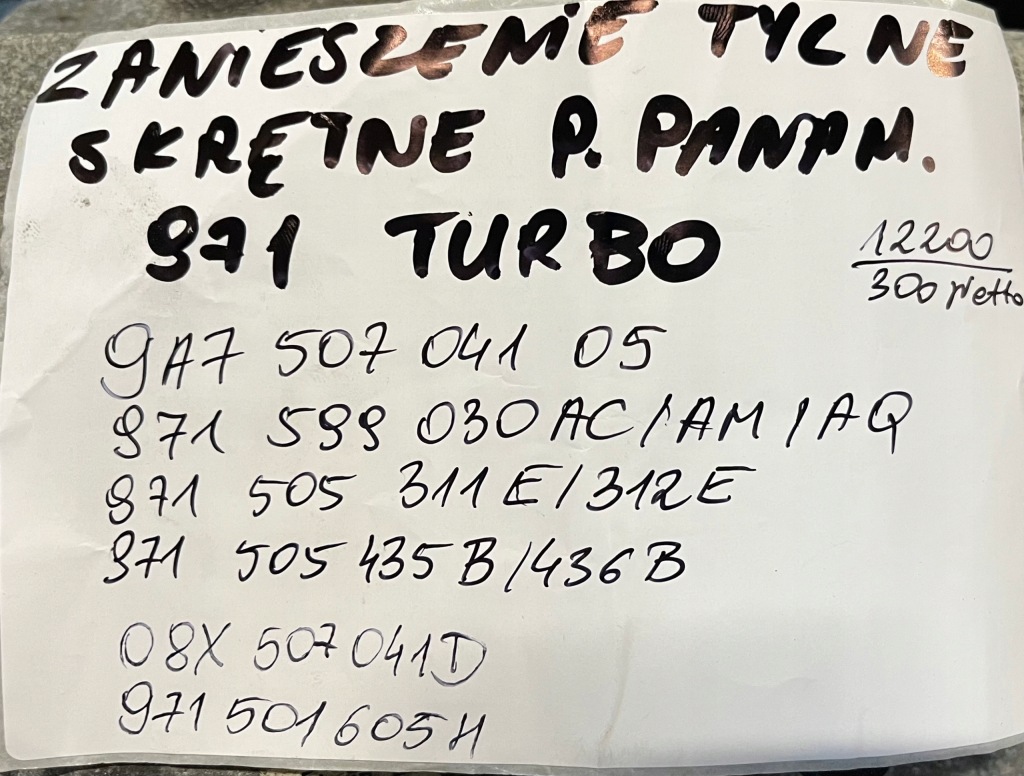 ZAWIESZENIE TYLNE
SKRĘTNE P. PANAM.
971 TURBO
12200
300 Netto
9A7 507 041 05
971 599 030 AC/AM/AQ
971 505 311 E/312E
971 505 435 B/436 B
08X 507 041 D
971 501 605 H